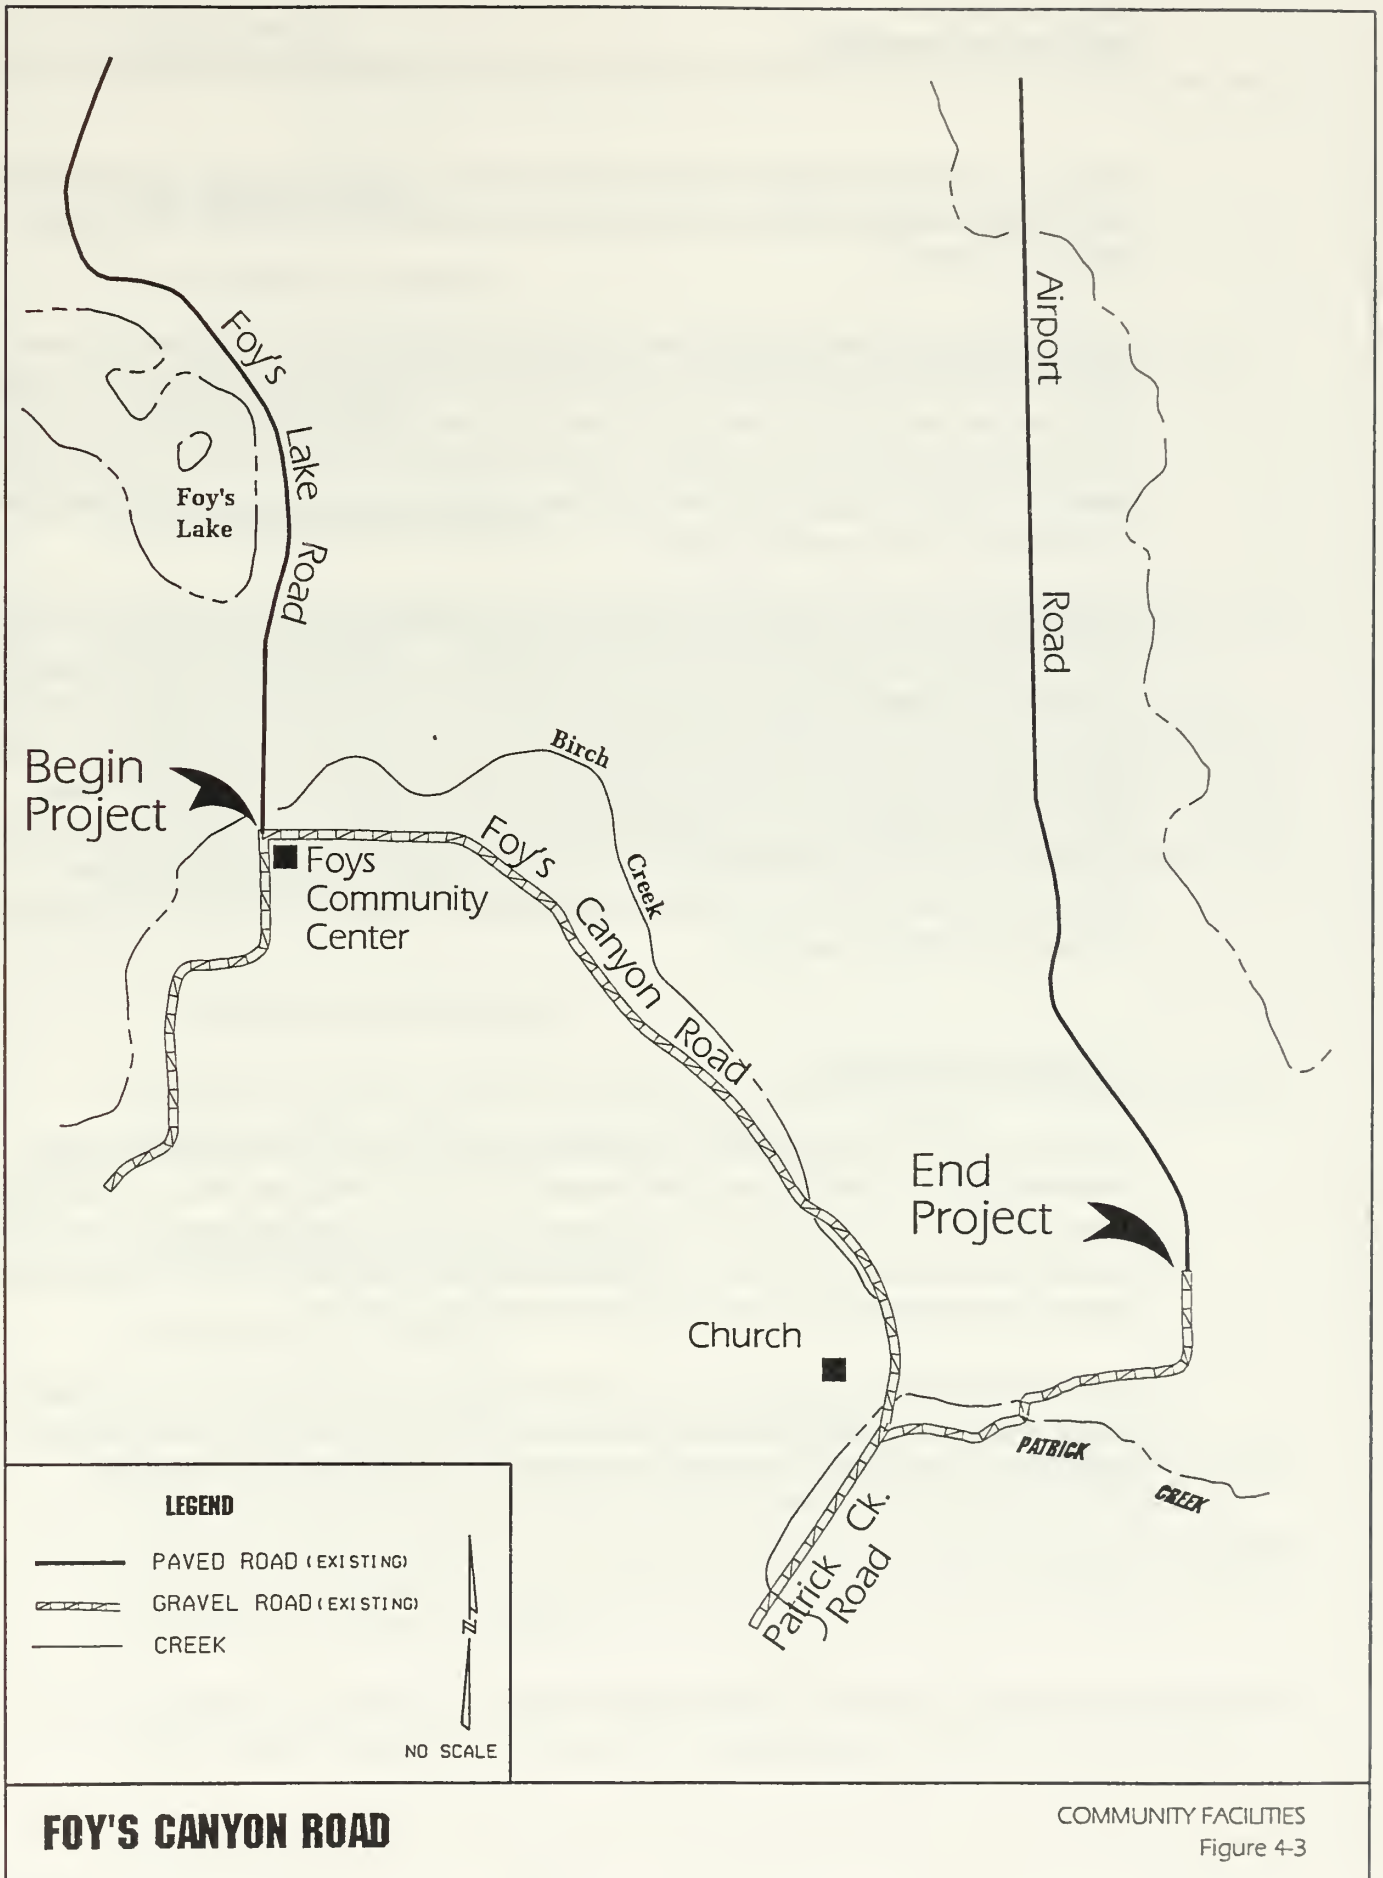 Foy's
Lake
Road
Foy's
Lake
Airport
Road
Begin
Project
Birch
Creek
Foy's
Canyon
Road
Foys
Community
Center
End
Project
Church
PATRICK
CREEK
Patrick Ck.
Road
LEGEND
PAVED ROAD (EXISTING)
GRAVEL ROAD (EXISTING)
CREEK
N
NO SCALE
FOY'S CANYON ROAD
COMMUNITY FACILITIES
Figure 4-3